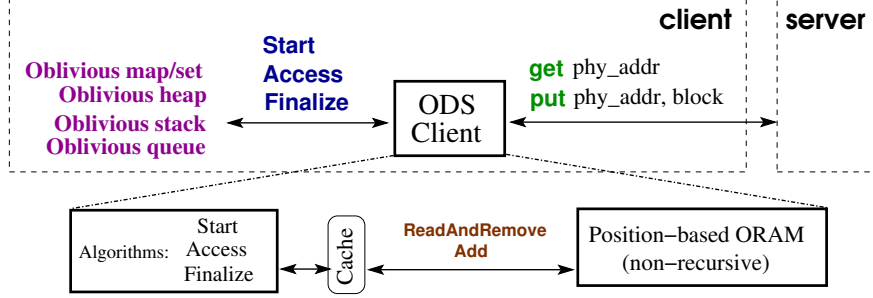 client
server
Oblivious map/set
Oblivious heap
Oblivious stack
Oblivious queue
Start
Access
Finalize
ODS
Client
get phy_addr
put phy_addr, block
Algorithms:
Start
Access
Finalize
Cache
ReadAndRemove
Add
Position−based ORAM
(non−recursive)